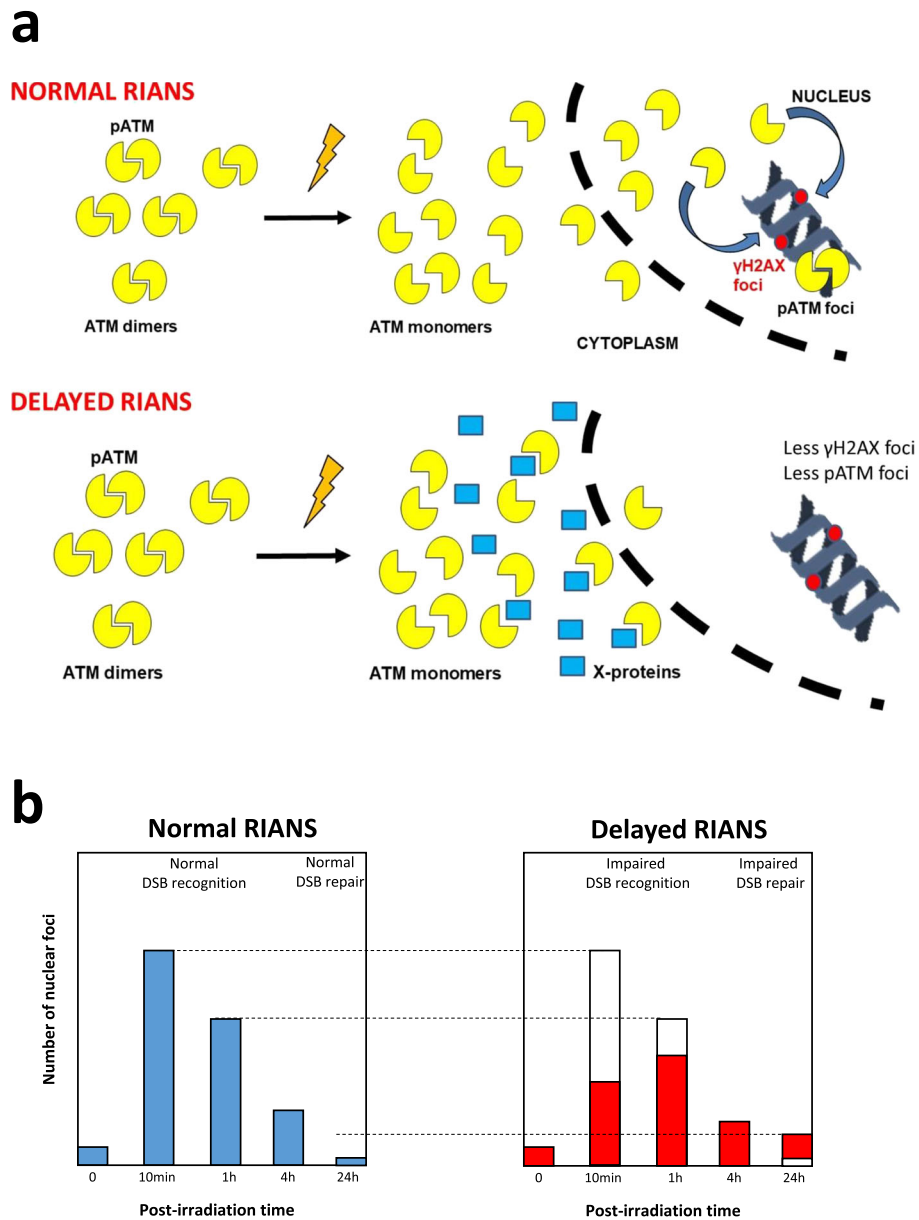 a
NORMAL RIANS
pATM
NUCLEUS
γH2AX
foci
pATM foci
ATM dimers
ATM monomers
CYTOPLASM
DELAYED RIANS
pATM
Less γH2AX foci
Less pATM foci
ATM dimers
ATM monomers
X-proteins
b
Normal RIANS
Normal
DSB recognition
Normal
DSB repair
Number of nuclear foci
0
10min
1h
4h
24h
Post-irradiation time
Delayed RIANS
Impaired
DSB recognition
Impaired
DSB repair
0
10min
1h
4h
24h
Post-irradiation time